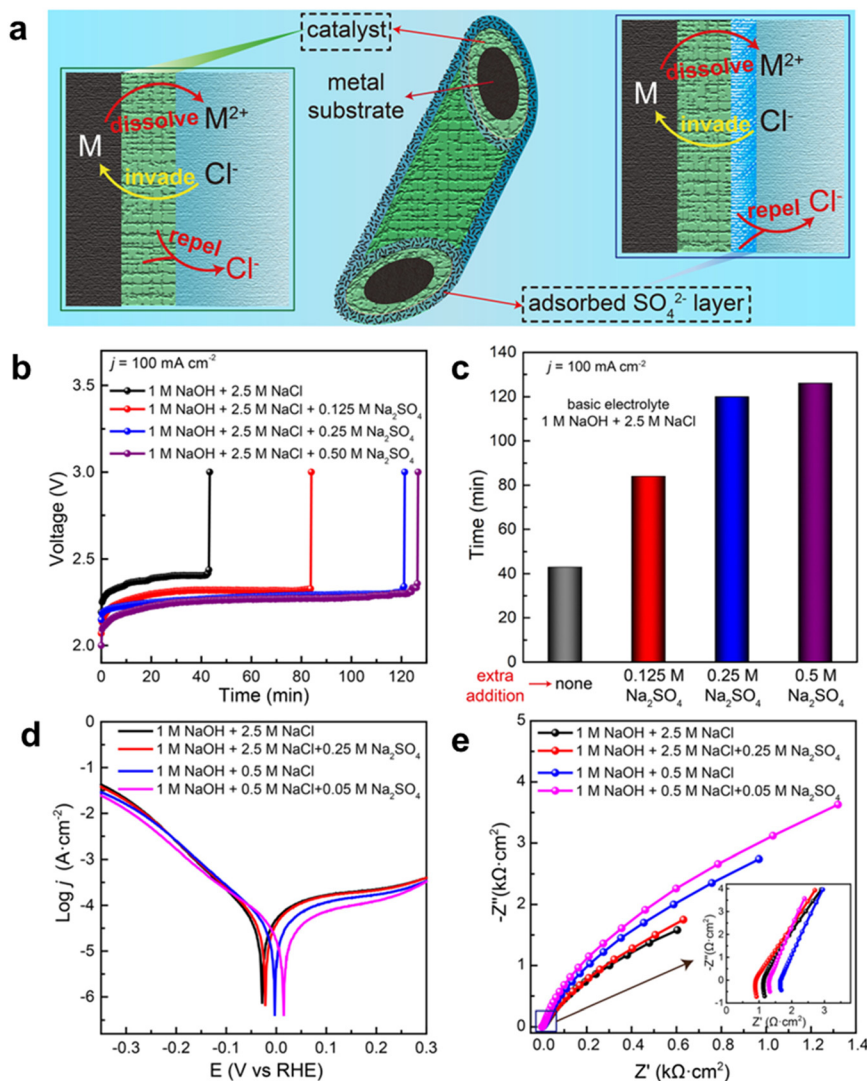 a
catalyst
metal
substrate
adsorbed SO₄²⁻ layer
M
dissolve
M²⁺
invade
Cl⁻
repel
Cl⁻
M
dissolve
M²⁺
invade
Cl⁻
repel
Cl⁻
b
j = 100 mA cm⁻²
1 M NaOH + 2.5 M NaCl
1 M NaOH + 2.5 M NaCl + 0.125 M Na₂SO₄
1 M NaOH + 2.5 M NaCl + 0.25 M Na₂SO₄
1 M NaOH + 2.5 M NaCl + 0.50 M Na₂SO₄
Voltage (V)
3.5
3.0
2.5
2.0
0 20 40 60 80 100 120
Time (min)
c
j = 100 mA cm⁻²
basic electrolyte
1 M NaOH + 2.5 M NaCl
Time (min)
140
120
100
80
60
40
20
0
extra
addition
none
0.125 M
Na₂SO₄
0.25 M
Na₂SO₄
0.5 M
Na₂SO₄
d
1 M NaOH + 2.5 M NaCl
1 M NaOH + 2.5 M NaCl+0.25 M Na₂SO₄
1 M NaOH + 0.5 M NaCl
1 M NaOH + 0.5 M NaCl+0.05 M Na₂SO₄
Log j (A·cm⁻²)
0
-1
-2
-3
-4
-5
-6
-0.3 -0.2 -0.1 0.0 0.1 0.2 0.3
E (V vs RHE)
e
1 M NaOH + 2.5 M NaCl
1 M NaOH + 2.5 M NaCl+0.25 M Na₂SO₄
1 M NaOH + 0.5 M NaCl
1 M NaOH + 0.5 M NaCl+0.05 M Na₂SO₄
-Z''(kΩ·cm²)
-5
4
3
2
1
0
0.0 0.2 0.4 0.6 0.8 1.0 1.2 1.4
Z' (kΩ·cm²)
-Z''(Ω·cm²)
4
3
2
1
0
-1
1 2 3
Z' (Ω·cm²)